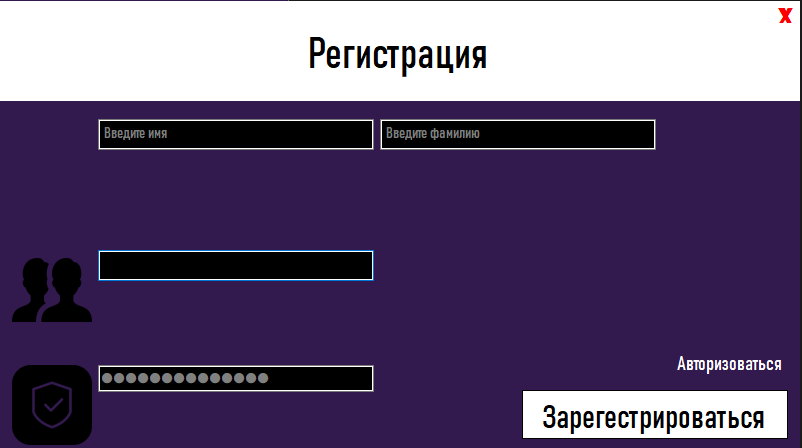 x
Регистрация
Введите имя
Введите фамилию
●●●●●●●●●●●●●●
Авторизоваться
Зарегестрироваться